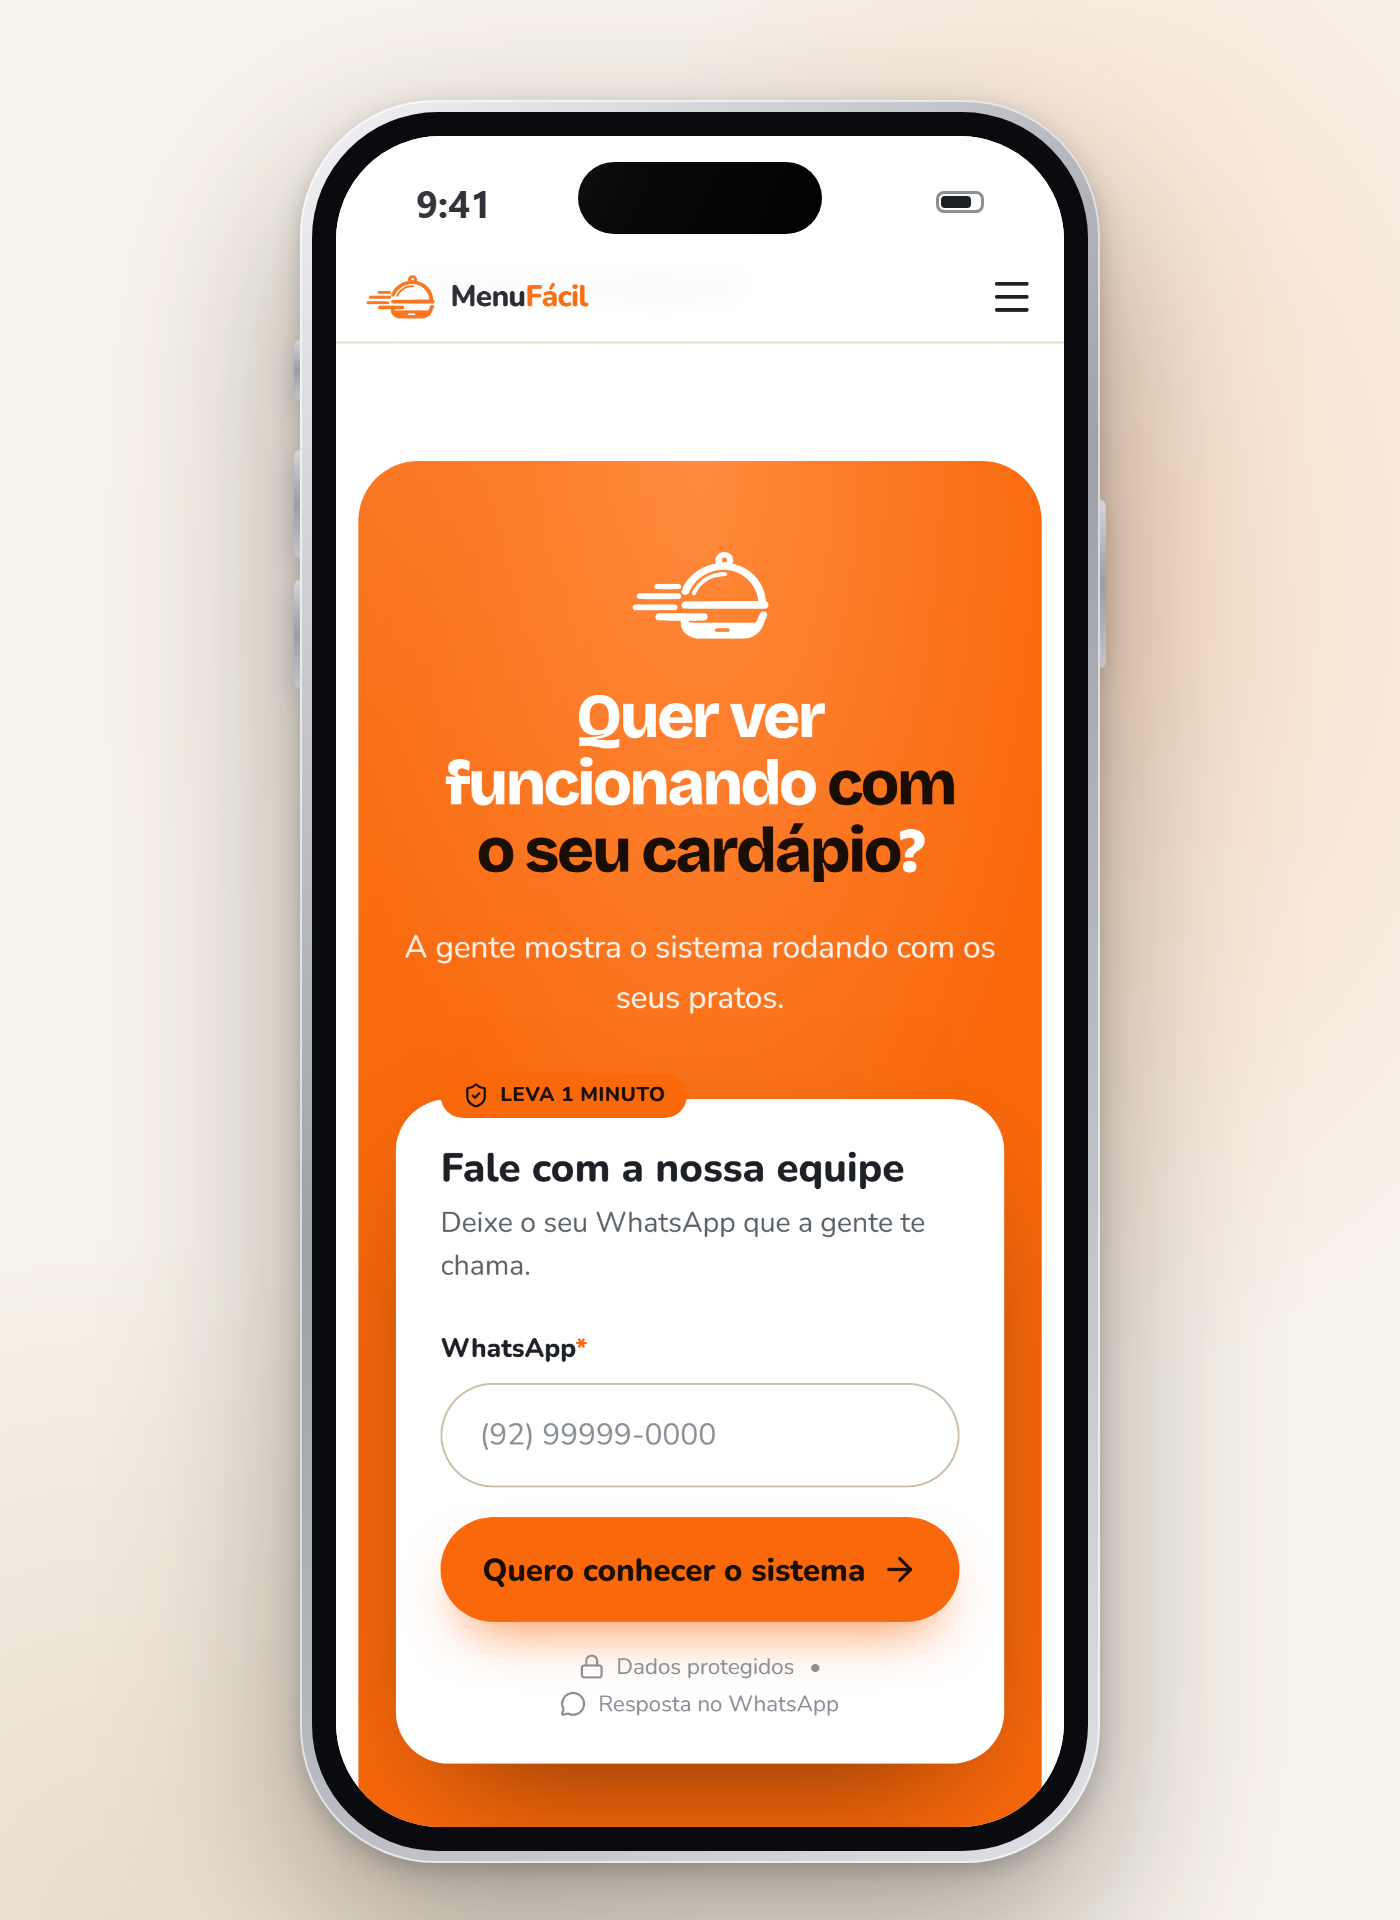 9:41
MenuFácil
Quer ver
funcionando com
o seu cardápio?
A gente mostra o sistema rodando com os
seus pratos.
LEVA 1 MINUTO
Fale com a nossa equipe
Deixe o seu WhatsApp que a gente te
chama.
WhatsApp*
(92) 99999-0000
Quero conhecer o sistema
Dados protegidos •
Resposta no WhatsApp